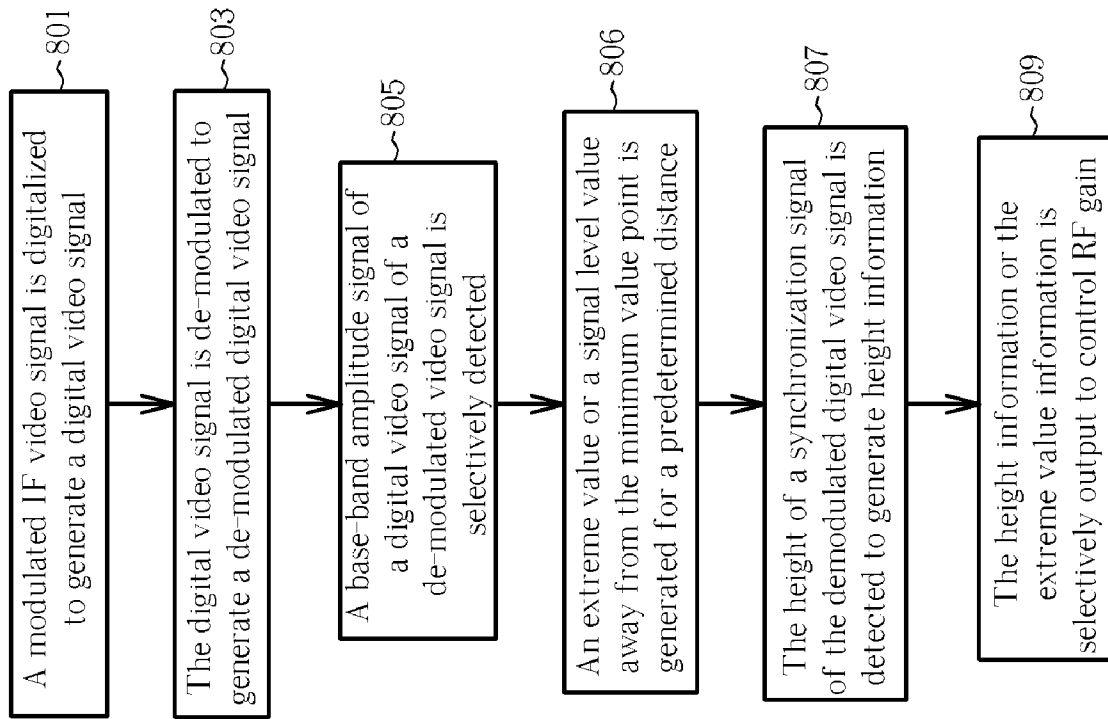 A modulated IF video signal is digitalized
to generate a digital video signal
801
The digital video signal is de-modulated to
generate a de-modulated digital video signal
803
A base-band amplitude signal of
a digital video signal of a
de-modulated video signal is
selectively detected
805
An extreme value or a signal level value
away from the minimum value point is
generated for a predetermined distance
806
The height of a synchronization signal
of the demodulated digital video signal is
detected to generate height information
807
The height information or the
extreme value information is
selectively output to control RF gain
809